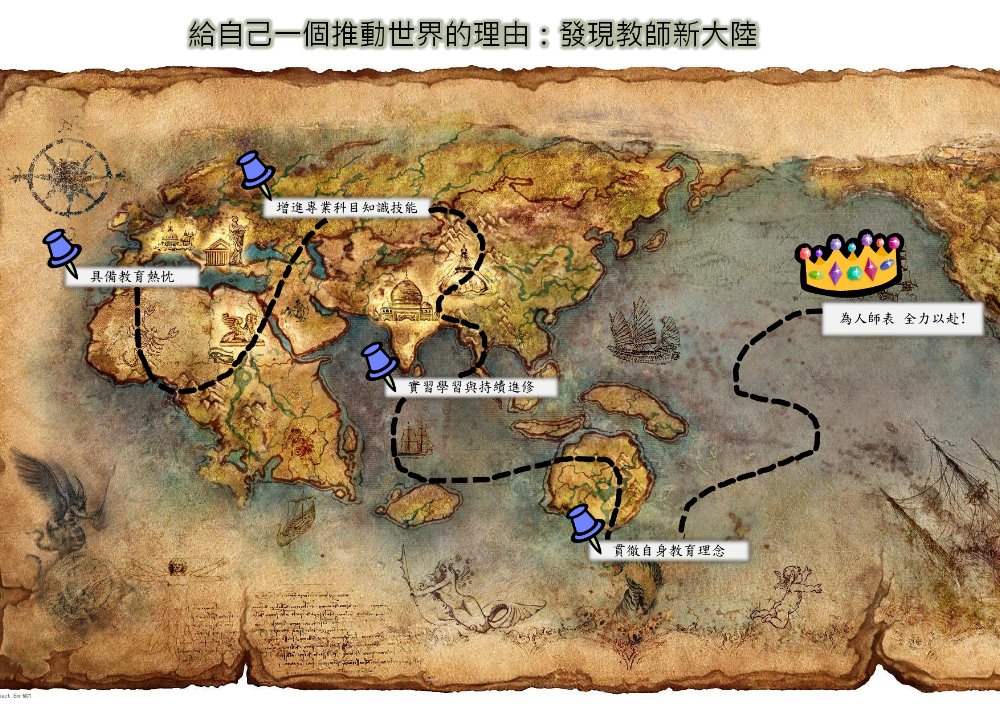 給自己一個推動世界的理由：發現教師新大陸
增進專業科目知識技能
具備教育熱忱
為人師表 全力以赴!
實習學習與持續進修
貫徹自身教育理念